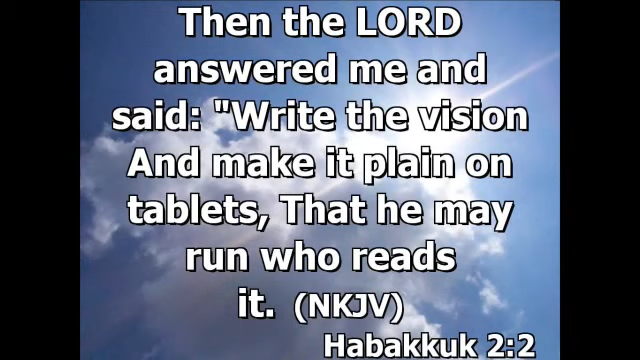 Then the LORD
answered me and
said: "Write the vision
And make it plain on
tablets, That he may
run who reads
it. (NKJV)
Habakkuk 2:2